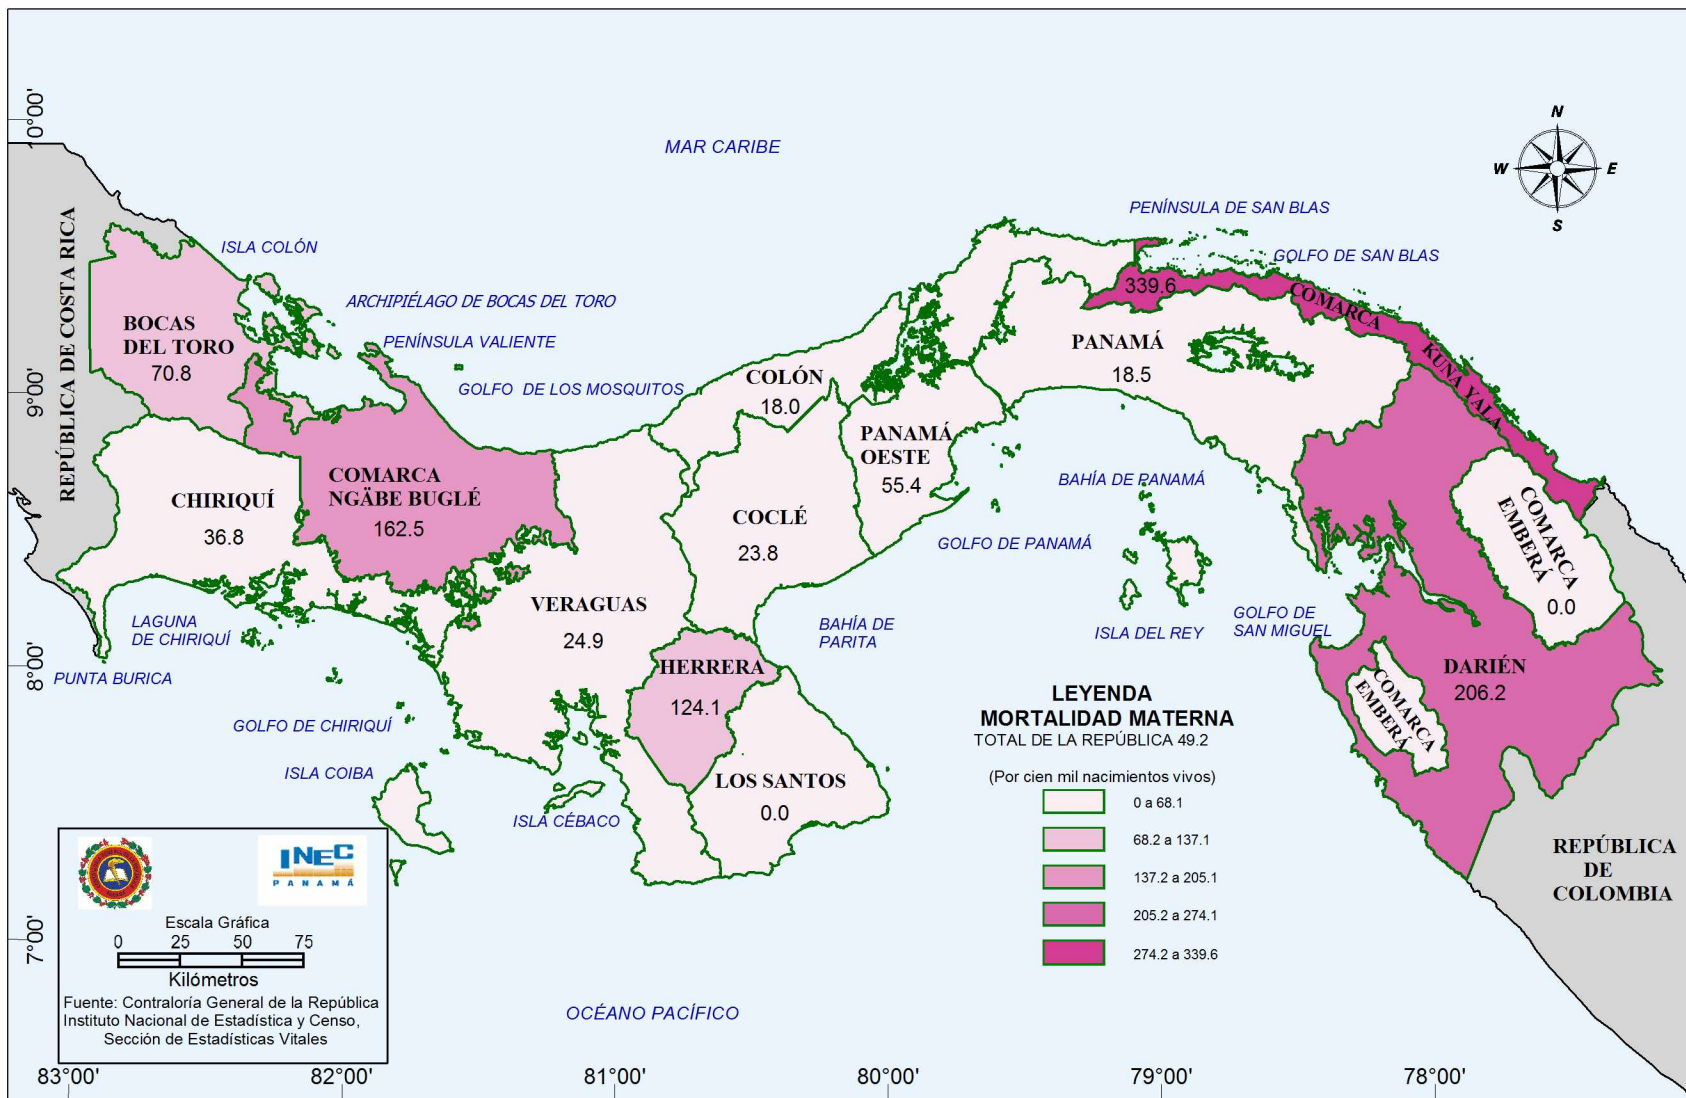 MAR CARIBE
N
W
E
S
PENÍNSULA DE SAN BLAS
GOLFO DE SAN BLAS
ISLA COLÓN
ARCHIPIÉLAGO DE BOCAS DEL TORO
PENÍNSULA VALIENTE
GOLFO DE LOS MOSQUITOS
REPÚBLICA DE COSTA RICA
BOCAS
DEL TORO
70.8
COMARCA
NGÄBE BUGLÉ
162.5
CHIRIQUÍ
36.8
VERAGUAS
24.9
COLÓN
18.0
COCLÉ
23.8
PANAMÁ
OESTE
55.4
PANAMÁ
18.5
339.6
COMARCA
KUNA YALA
COMARCA
EMBERÁ
0.0
DARIÉN
206.2
COMARCA
EMBERÁ
HERRERA
124.1
LOS SANTOS
0.0
BAHÍA DE PANAMÁ
GOLFO DE PANAMÁ
ISLA DEL REY
GOLFO DE
SAN MIGUEL
BAHÍA DE
PARITA
LAGUNA
DE CHIRIQUÍ
PUNTA BURICA
GOLFO DE CHIRIQUÍ
ISLA COIBA
ISLA CÉBACO
OCÉANO PACÍFICO
REPÚBLICA
DE
COLOMBIA
LEYENDA
MORTALIDAD MATERNA
TOTAL DE LA REPÚBLICA 49.2
(Por cien mil nacimientos vivos)
0 a 68.1
68.2 a 137.1
137.2 a 205.1
205.2 a 274.1
274.2 a 339.6
INEC
PANAMÁ
Escala Gráfica
0 25 50 75
Kilómetros
Fuente: Contraloría General de la República
Instituto Nacional de Estadística y Censo,
Sección de Estadísticas Vitales
10°00'
9°00'
8°00'
7°00'
83°00' 82°00' 81°00' 80°00' 79°00' 78°00'